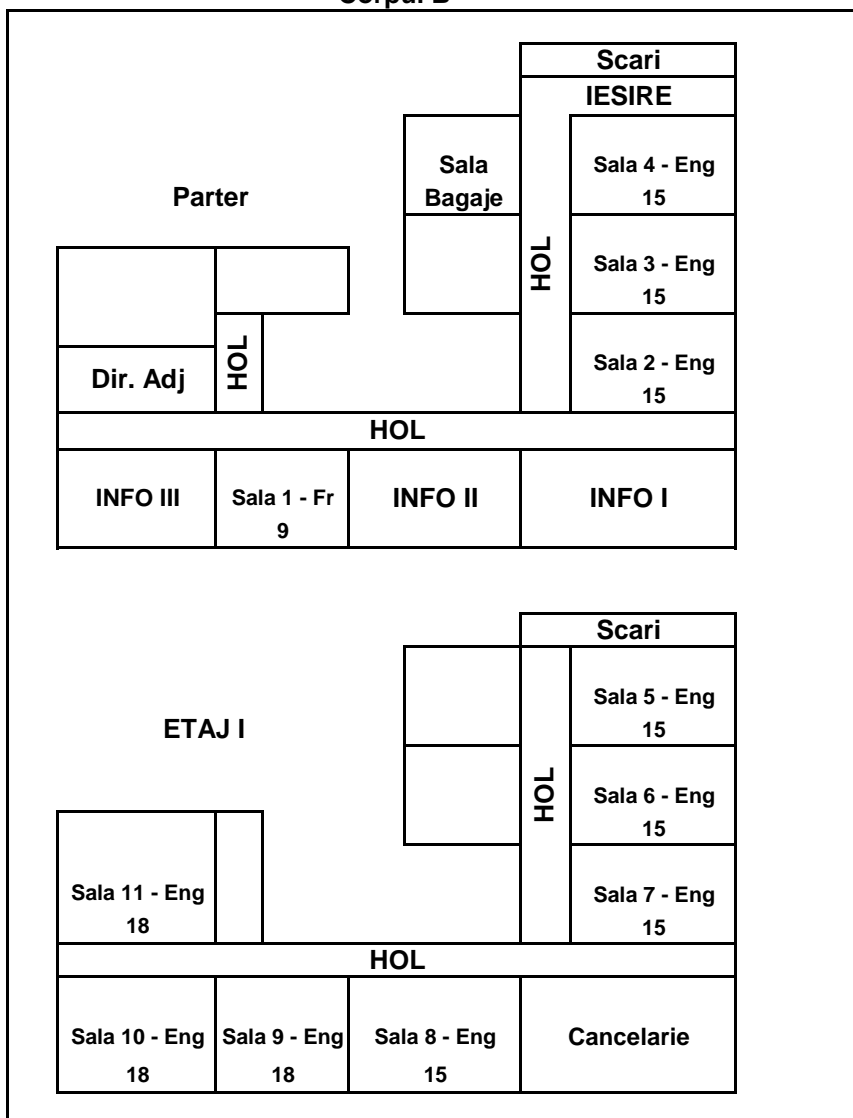 Corpul B
Scari
IESIRE
Sala
Bagaje
Sala 4 - Eng
15
Parter
HOL
Sala 3 - Eng
15
Dir. Adj
HOL
Sala 2 - Eng
15
HOL
INFO III
Sala 1 - Fr
9
INFO II
INFO I
Scari
Sala 5 - Eng
15
ETAJ I
HOL
Sala 6 - Eng
15
Sala 11 - Eng
18
Sala 7 - Eng
15
HOL
Sala 10 - Eng
18
Sala 9 - Eng
18
Sala 8 - Eng
15
Cancelarie